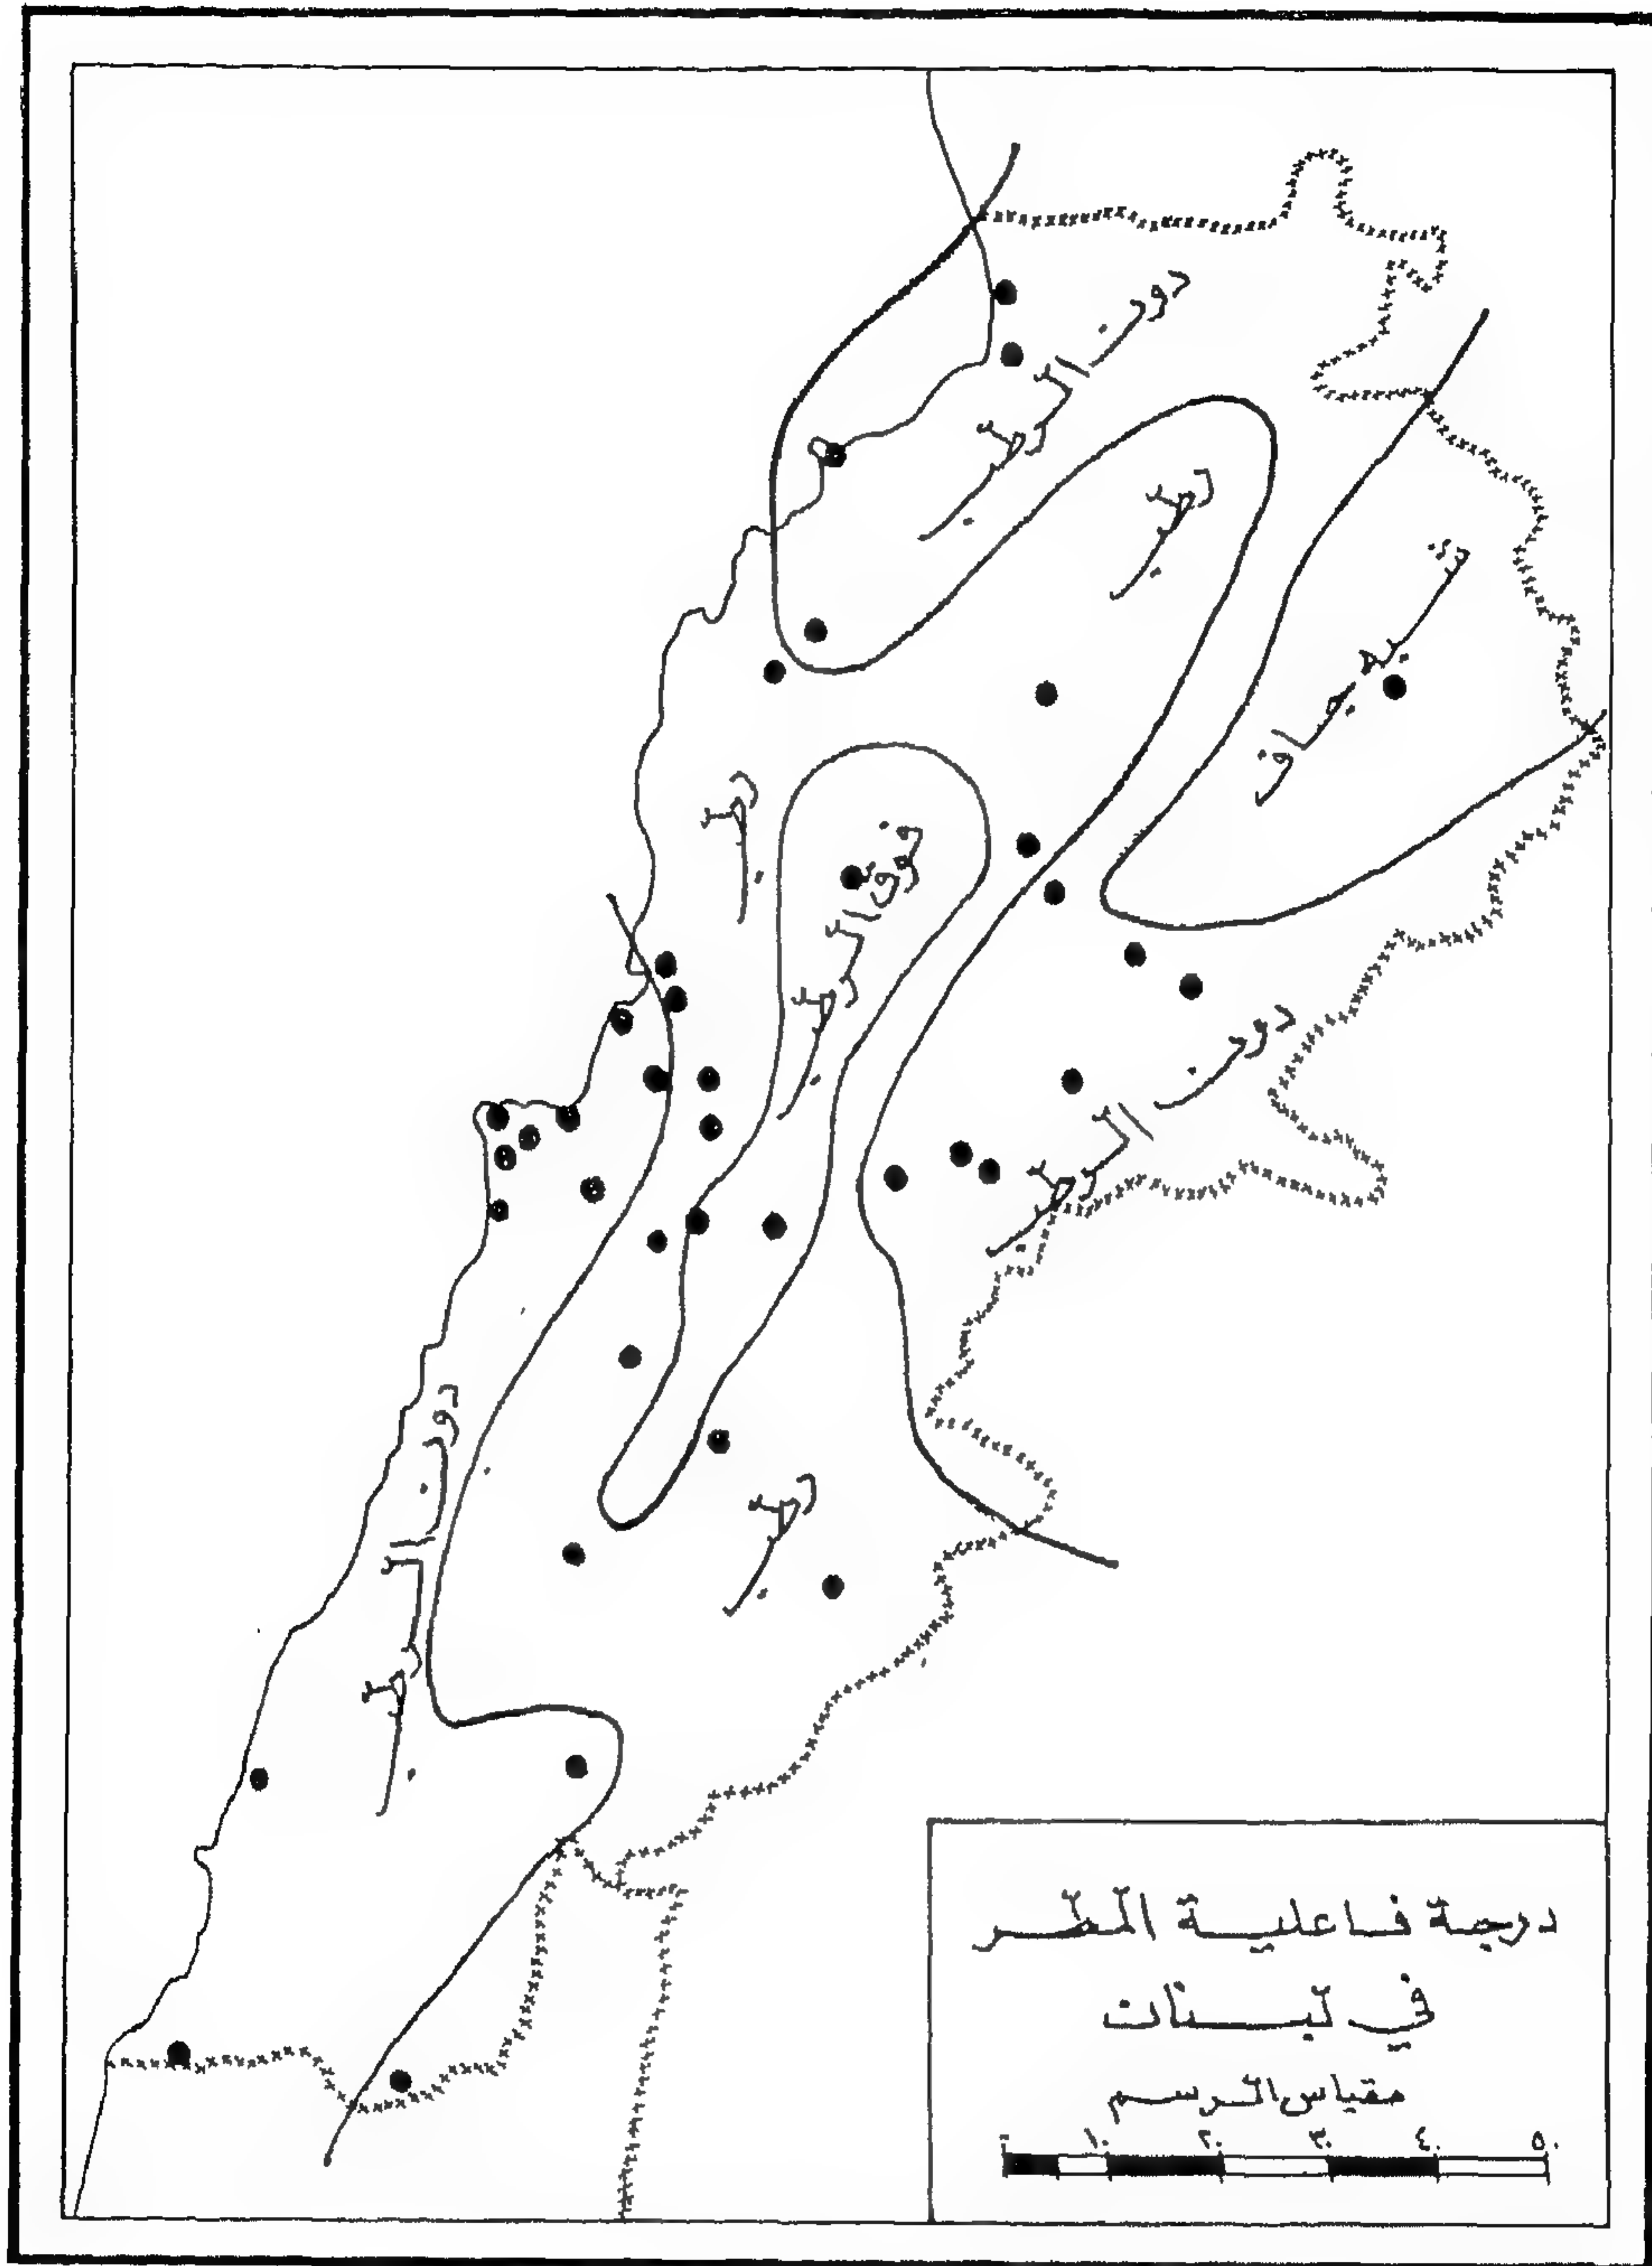 دون الرطب
رطب
شبه جاف
رطب
فوق الرطب
دون الرطب
دون الرطب
رطب
درجة فاعلية المطر
في لبنان
مقياس الرسم
٠ ١٠ ٢٠ ٣٠ ٤٠ ٥٠